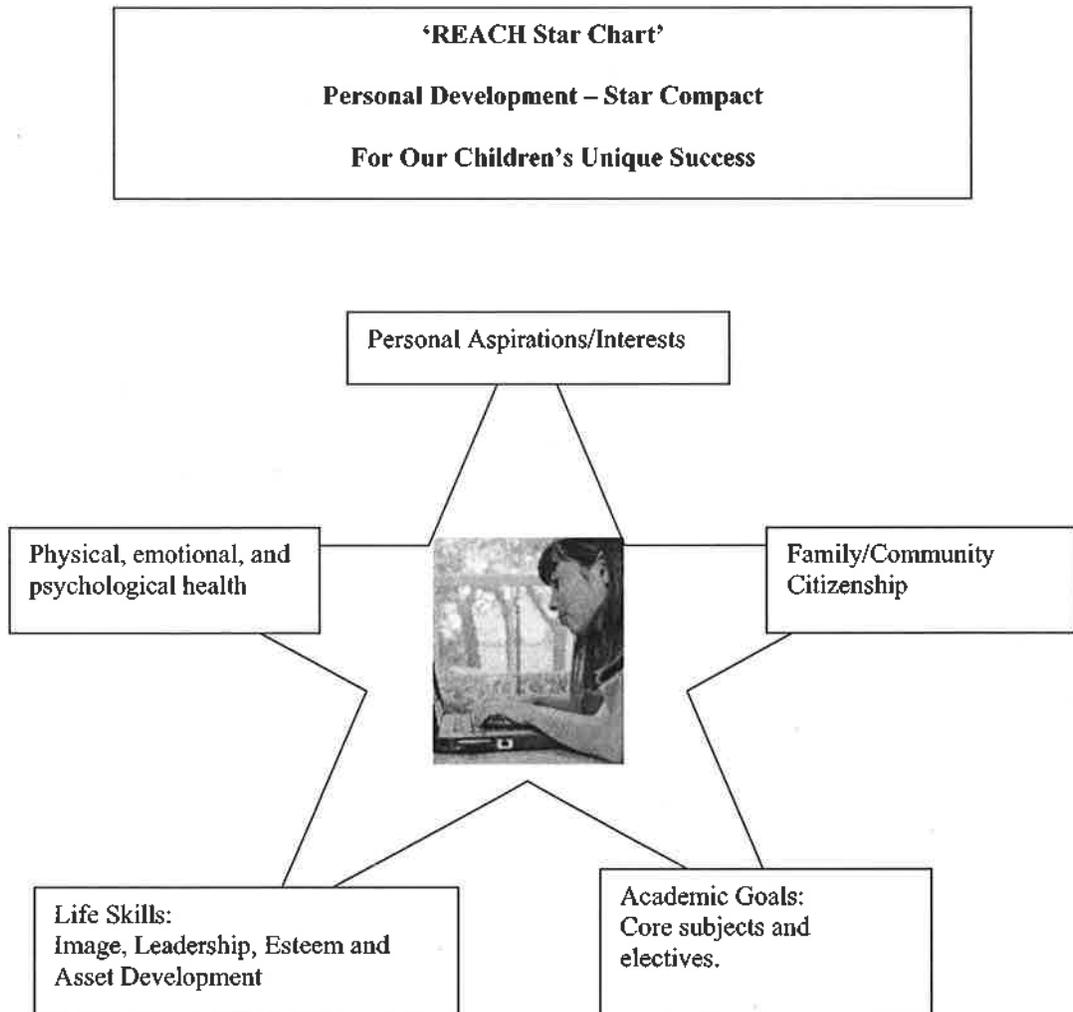 ‘REACH Star Chart’
Personal Development – Star Compact
For Our Children’s Unique Success
Personal Aspirations/Interests
Physical, emotional, and
psychological health
Family/Community
Citizenship
Life Skills:
Image, Leadership, Esteem and
Asset Development
Academic Goals:
Core subjects and
electives.